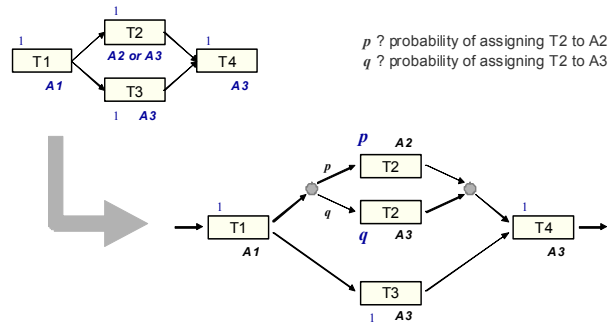 1
T2
A2 or A3
1
T1
A1
1
T4
A3
T3
1
A3
p ? probability of assigning T2 to A2
q ? probability of assigning T2 to A3
p
A2
T2
p
q
T2
q
A3
1
T1
A1
1
T4
A3
T3
1
A3